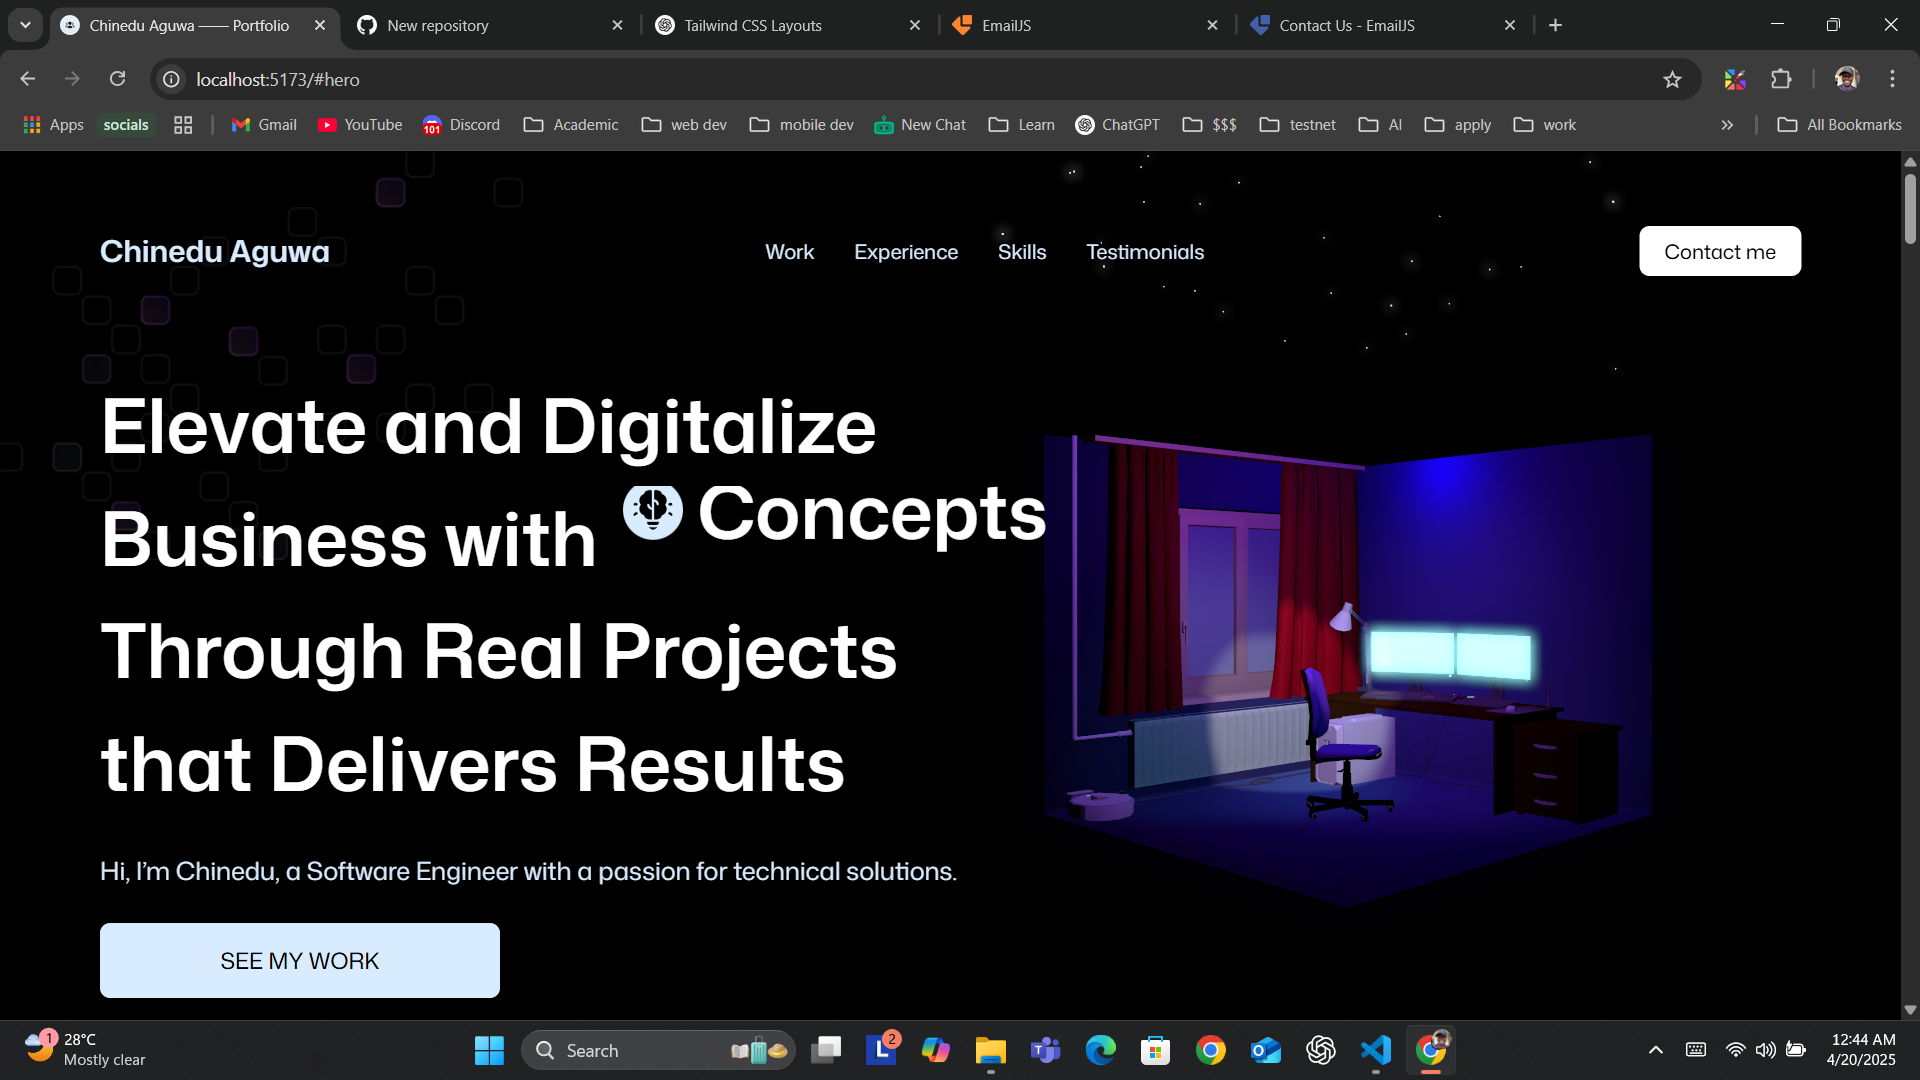 Chinedu Aguwa —— Portfolio
New repository
Tailwind CSS Layouts
EmailJS
Contact Us - EmailJS
localhost:5173/#hero
Apps
socials
Gmail
YouTube
101
Discord
Academic
web dev
mobile dev
New Chat
Learn
ChatGPT
$$$
testnet
AI
apply
work
All Bookmarks
Chinedu Aguwa
Work
Experience
Skills
Testimonials
Contact me
Elevate and Digitalize
Business with Concepts
Through Real Projects
that Delivers Results
Hi, I’m Chinedu, a Software Engineer with a passion for technical solutions.
SEE MY WORK
1
28°C
Mostly clear
Search
L
2
12:44 AM
4/20/2025